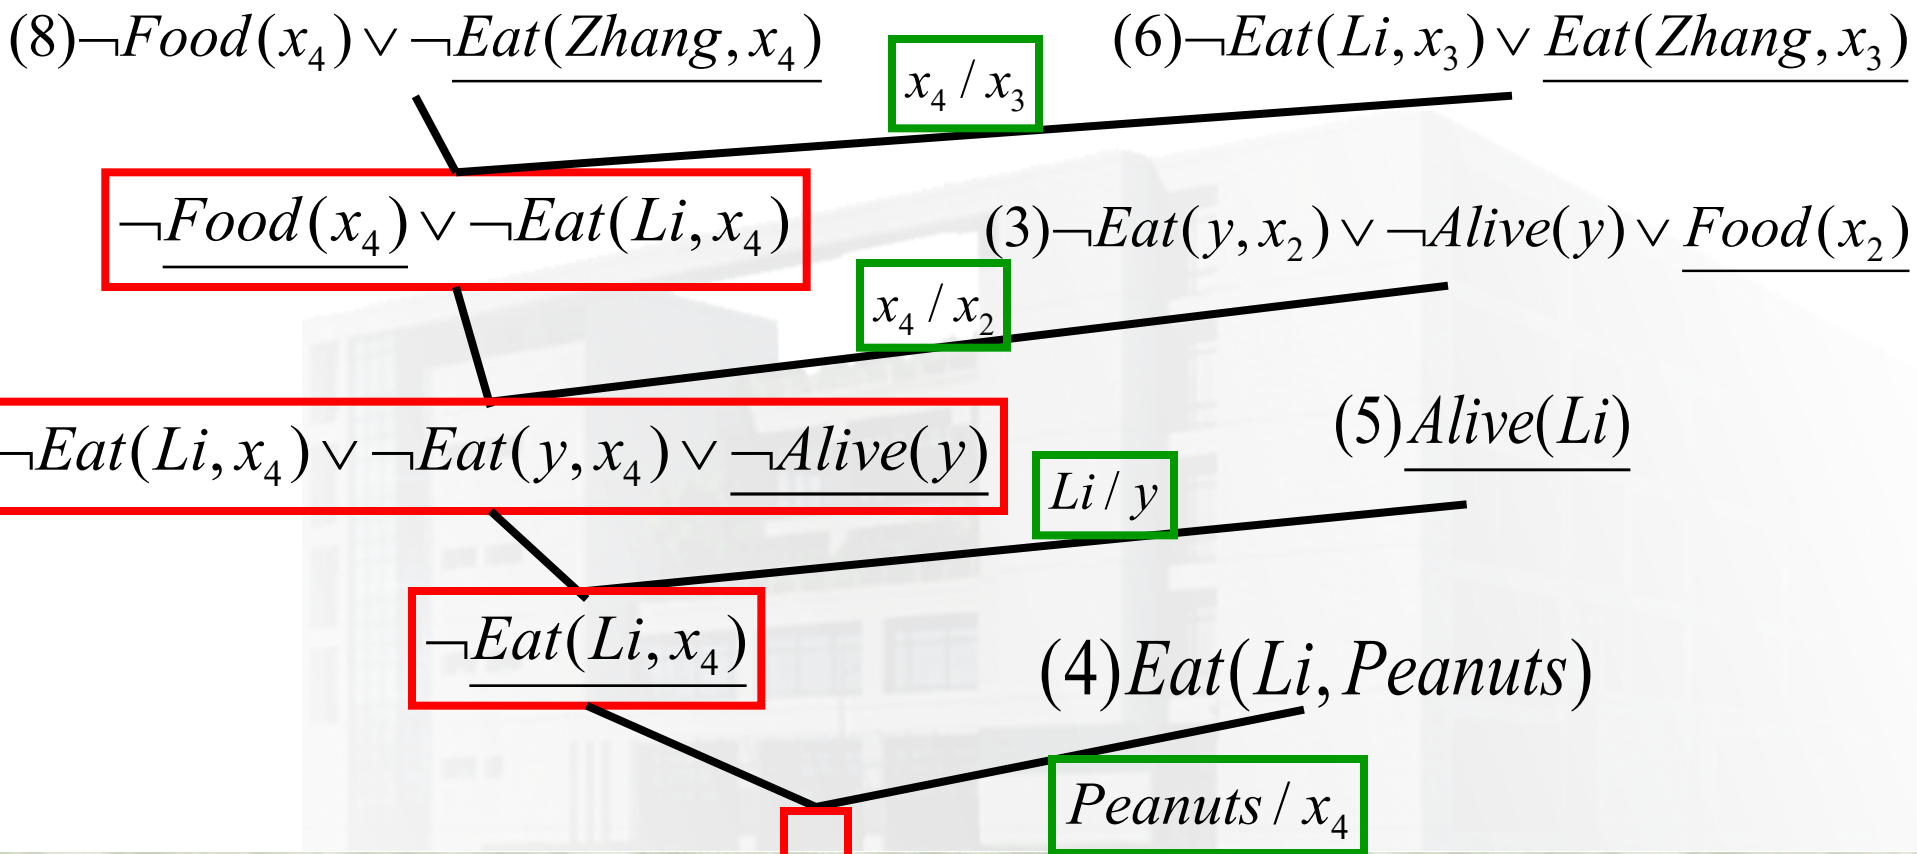 (8)¬Food(x₄)∨¬Eat(Zhang,x₄)
(6)¬Eat(Li,x₃)∨Eat(Zhang,x₃)
x₄ / x₃
¬Food(x₄)∨¬Eat(Li,x₄)
(3)¬Eat(y,x₂)∨¬Alive(y)∨Food(x₂)
x₄ / x₂
¬Eat(Li,x₄)∨¬Eat(y,x₄)∨¬Alive(y)
(5)Alive(Li)
Li / y
¬Eat(Li,x₄)
(4)Eat(Li,Peanuts)
Peanuts / x₄